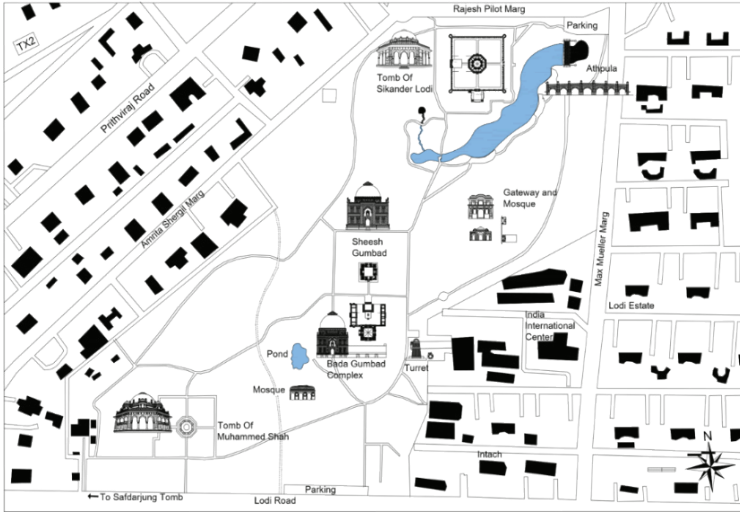 Rajesh Pilot Marg
Parking
TX2
Athpula
Tomb Of
Sikander Lodi
Prithviraj Road
Gateway and
Mosque
Amrita Shergil Marg
Sheesh
Gumbad
Max Mueller Marg
Lodi Estate
India
International
Center
Pond
Bada Gumbad
Complex
Turret
Mosque
Tomb Of
Muhammed Shah
N
Intach
Parking
To Safdarjung Tomb
Lodi Road